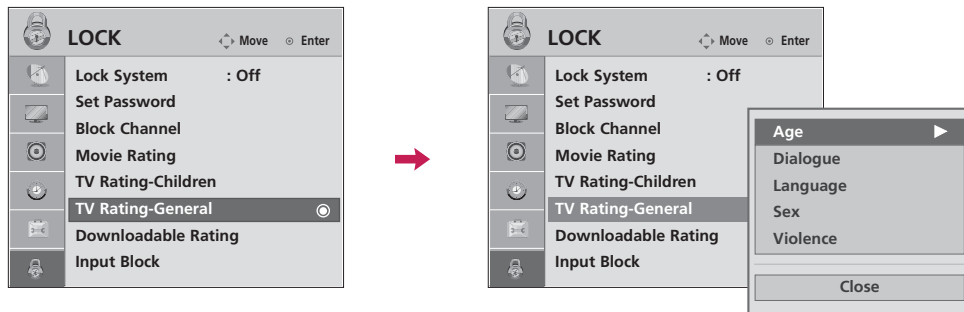 LOCK Move Enter
Lock System : Off
Set Password
Block Channel
Movie Rating
TV Rating-Children
TV Rating-General
Downloadable Rating
Input Block
LOCK Move Enter
Lock System : Off
Set Password
Block Channel
Movie Rating
TV Rating-Children
TV Rating-General
Downloadable Rating
Input Block
Age
Dialogue
Language
Sex
Violence
Close